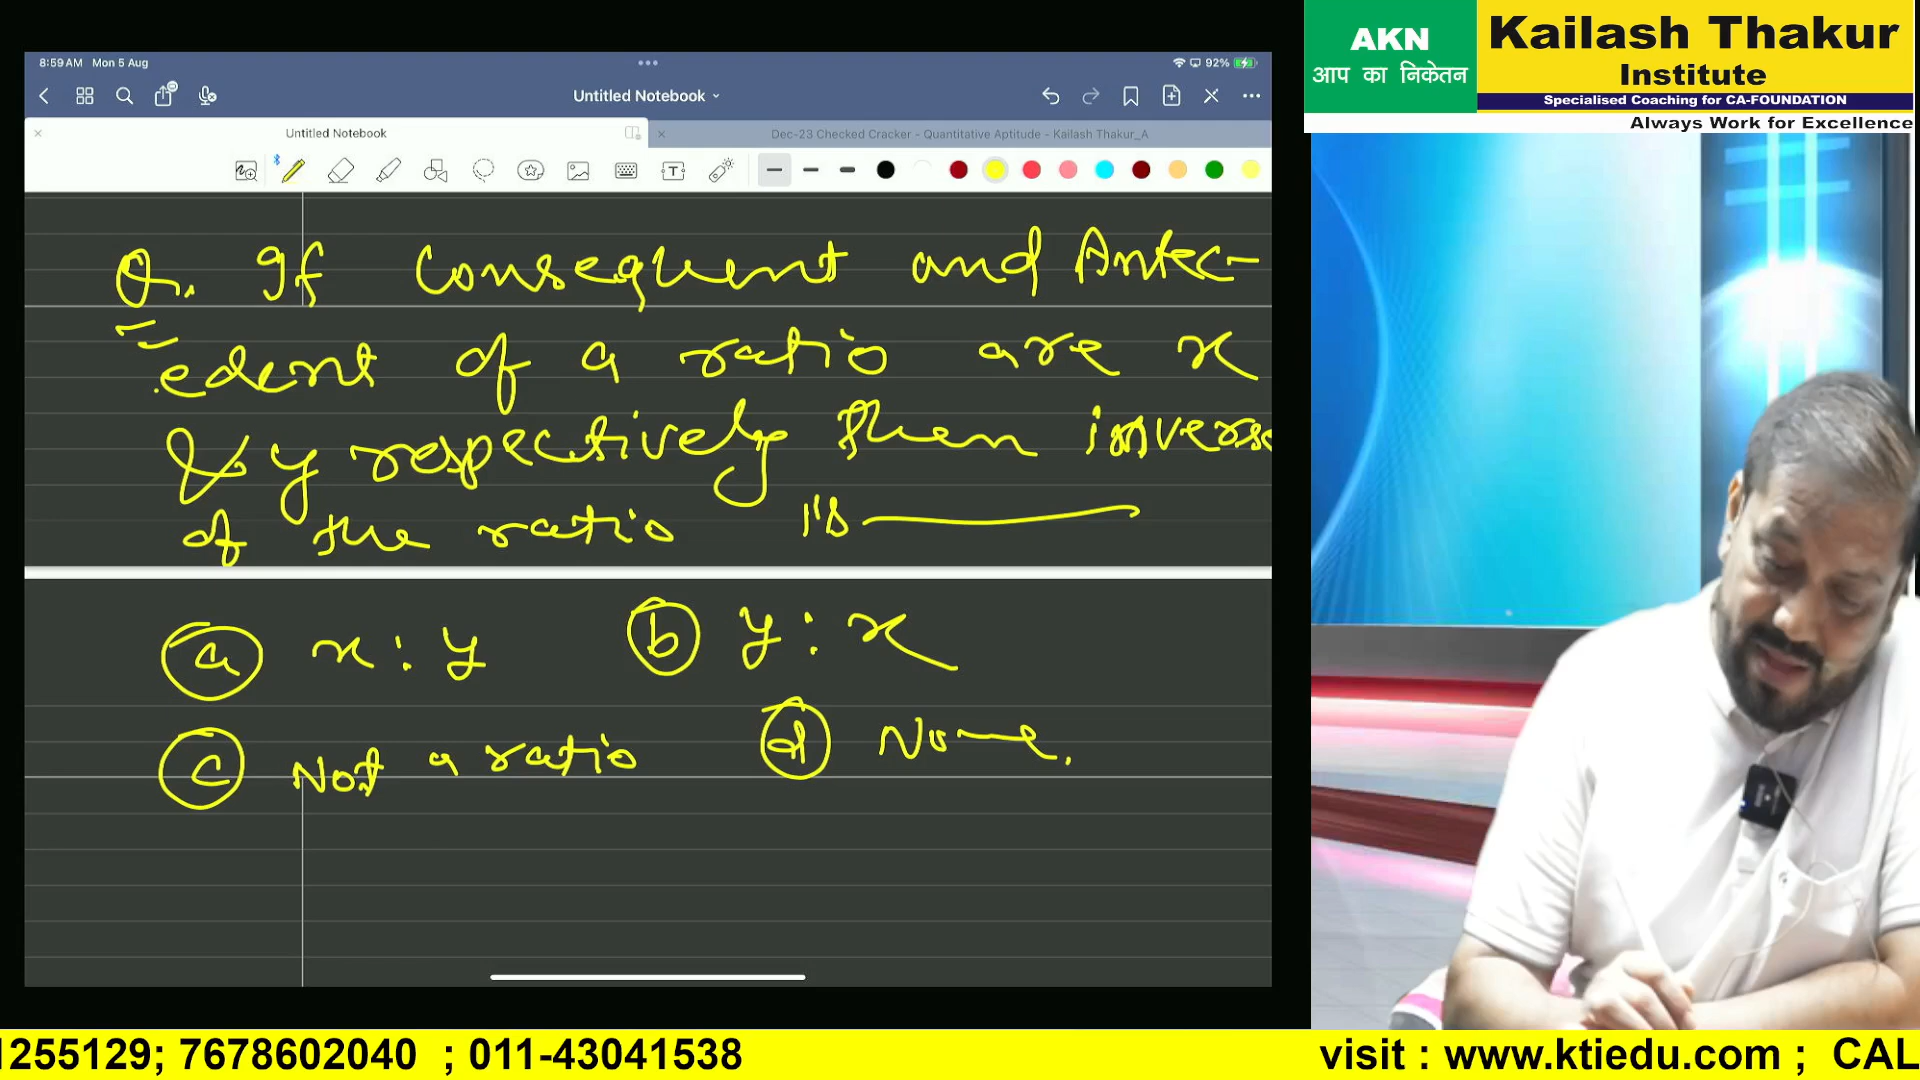 AKN
आप का निकेतन
Kailash Thakur
Institute
Specialised Coaching for CA-FOUNDATION
Always Work for Excellence
8:59 AM Mon 5 Aug
92%
Untitled Notebook
Untitled Notebook
Dec-23 Checked Cracker - Quantitative Aptitude - Kailash Thakur_A
Q. If Consequent and Antec-
edent of a ratio are x
& y respectively then inverse
of the ratio is
(a) x : y (b) y : x
(c) Not a ratio (d) None.
1255129; 7678602040 ; 011-43041538
visit : www.ktiedu.com ; CAL